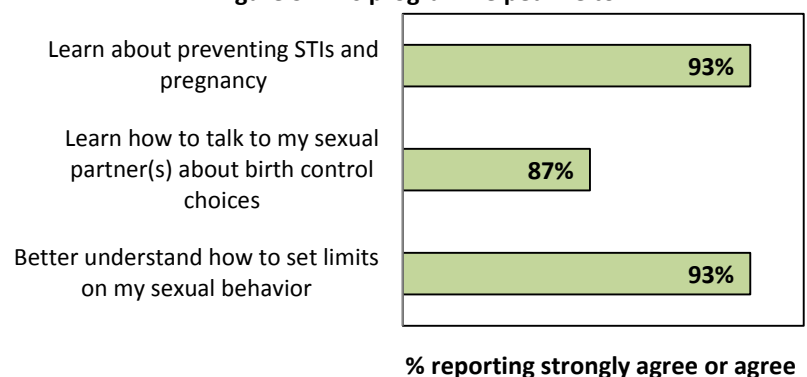 Learn about preventing STIs and
pregnancy
93%
Learn how to talk to my sexual
partner(s) about birth control
choices
87%
Better understand how to set limits
on my sexual behavior
93%
% reporting strongly agree or agree